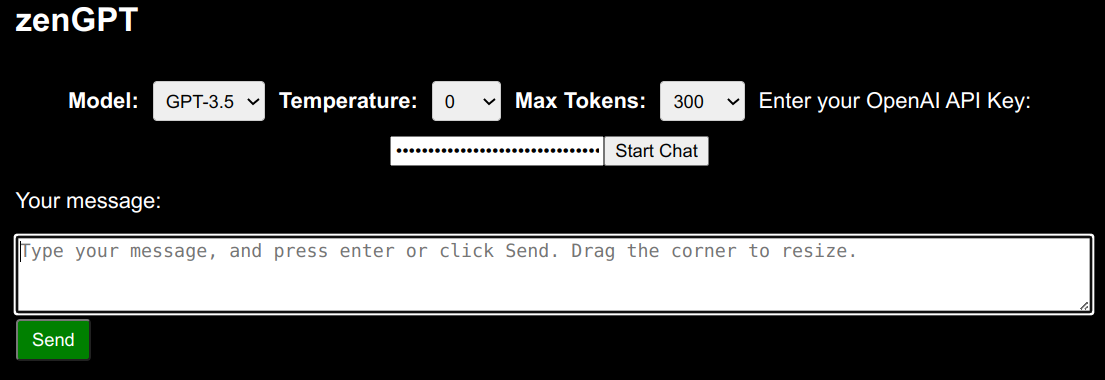 zenGPT
Model: GPT-3.5 Temperature: 0 Max Tokens: 300 Enter your OpenAI API Key:
•••••••••••••••••••••••••••••••• Start Chat
Your message:
Type your message, and press enter or click Send. Drag the corner to resize.
Send